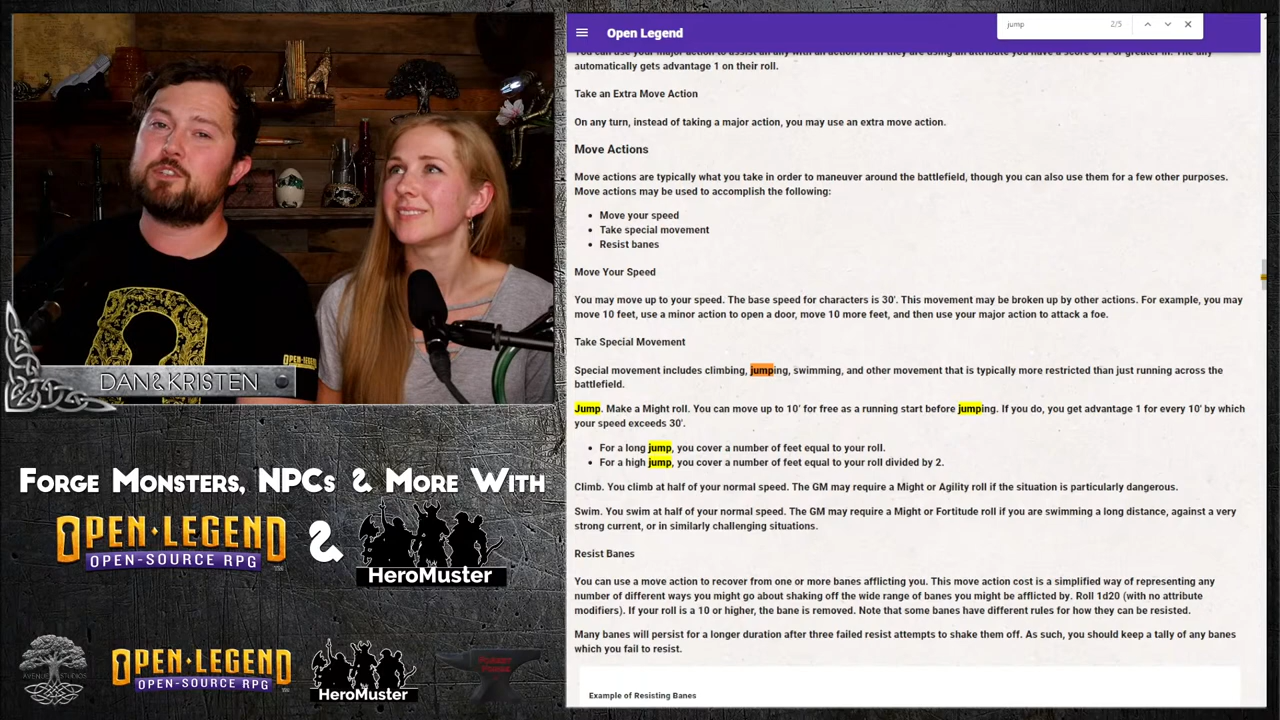 Open Legend
jump
2/5
automatically gets advantage 1 on their roll.
Take an Extra Move Action
On any turn, instead of taking a major action, you may use an extra move action.
Move Actions
Move actions are typically what you take in order to maneuver around the battlefield, though you can also use them for a few other purposes.
Move actions may be used to accomplish the following:
• Move your speed
• Take special movement
• Resist banes
Move Your Speed
You may move up to your speed. The base speed for characters is 30'. This movement may be broken up by other actions. For example, you may
move 10 feet, use a minor action to open a door, move 10 more feet, and then use your major action to attack a foe.
Take Special Movement
Special movement includes climbing, jumping, swimming, and other movement that is typically more restricted than just running across the
battlefield.
Jump. Make a Might roll. You can move up to 10' for free as a running start before jumping. If you do, you get advantage 1 for every 10' by which
your speed exceeds 30'.
• For a long jump, you cover a number of feet equal to your roll.
• For a high jump, you cover a number of feet equal to your roll divided by 2.
Climb. You climb at half of your normal speed. The GM may require a Might or Agility roll if the situation is particularly dangerous.
Swim. You swim at half of your normal speed. The GM may require a Might or Fortitude roll if you are swimming a long distance, against a very
strong current, or in similarly challenging situations.
Resist Banes
You can use a move action to recover from one or more banes afflicting you. This move action cost is a simplified way of representing any
number of different ways you might go about shaking off the wide range of banes you might be afflicted by. Roll 1d20 (with no attribute
modifiers). If your roll is a 10 or higher, the bane is removed. Note that some banes have different rules for how they can be resisted.
Many banes will persist for a longer duration after three failed resist attempts to shake them off. As such, you should keep a tally of any banes
which you fail to resist.
Example of Resisting Banes
OPEN·LEGEND
DAN & KRISTEN
FORGE MONSTERS, NPCS & MORE WITH
OPEN·LEGEND
OPEN-SOURCE RPG
&
HeroMuster
OPEN·LEGEND
OPEN-SOURCE RPG
HeroMuster